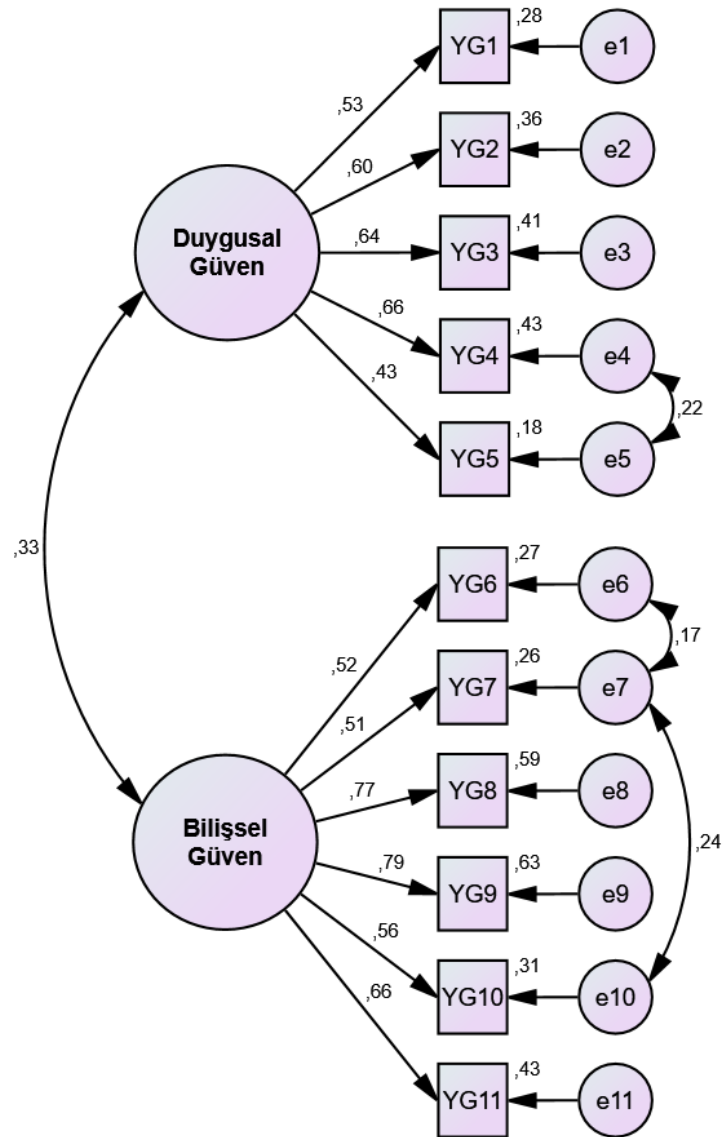 ,28
YG1
e1
,53
,36
YG2
e2
,60
,41
YG3
e3
,64
Duygusal
Güven
,43
YG4
e4
,66
,22
,43
,18
YG5
e5
,33
,27
YG6
e6
,17
,52
,26
YG7
e7
,51
,59
YG8
e8
,77
,24
Bilişsel
Güven
,63
YG9
e9
,79
,56
,31
YG10
e10
,66
,43
YG11
e11